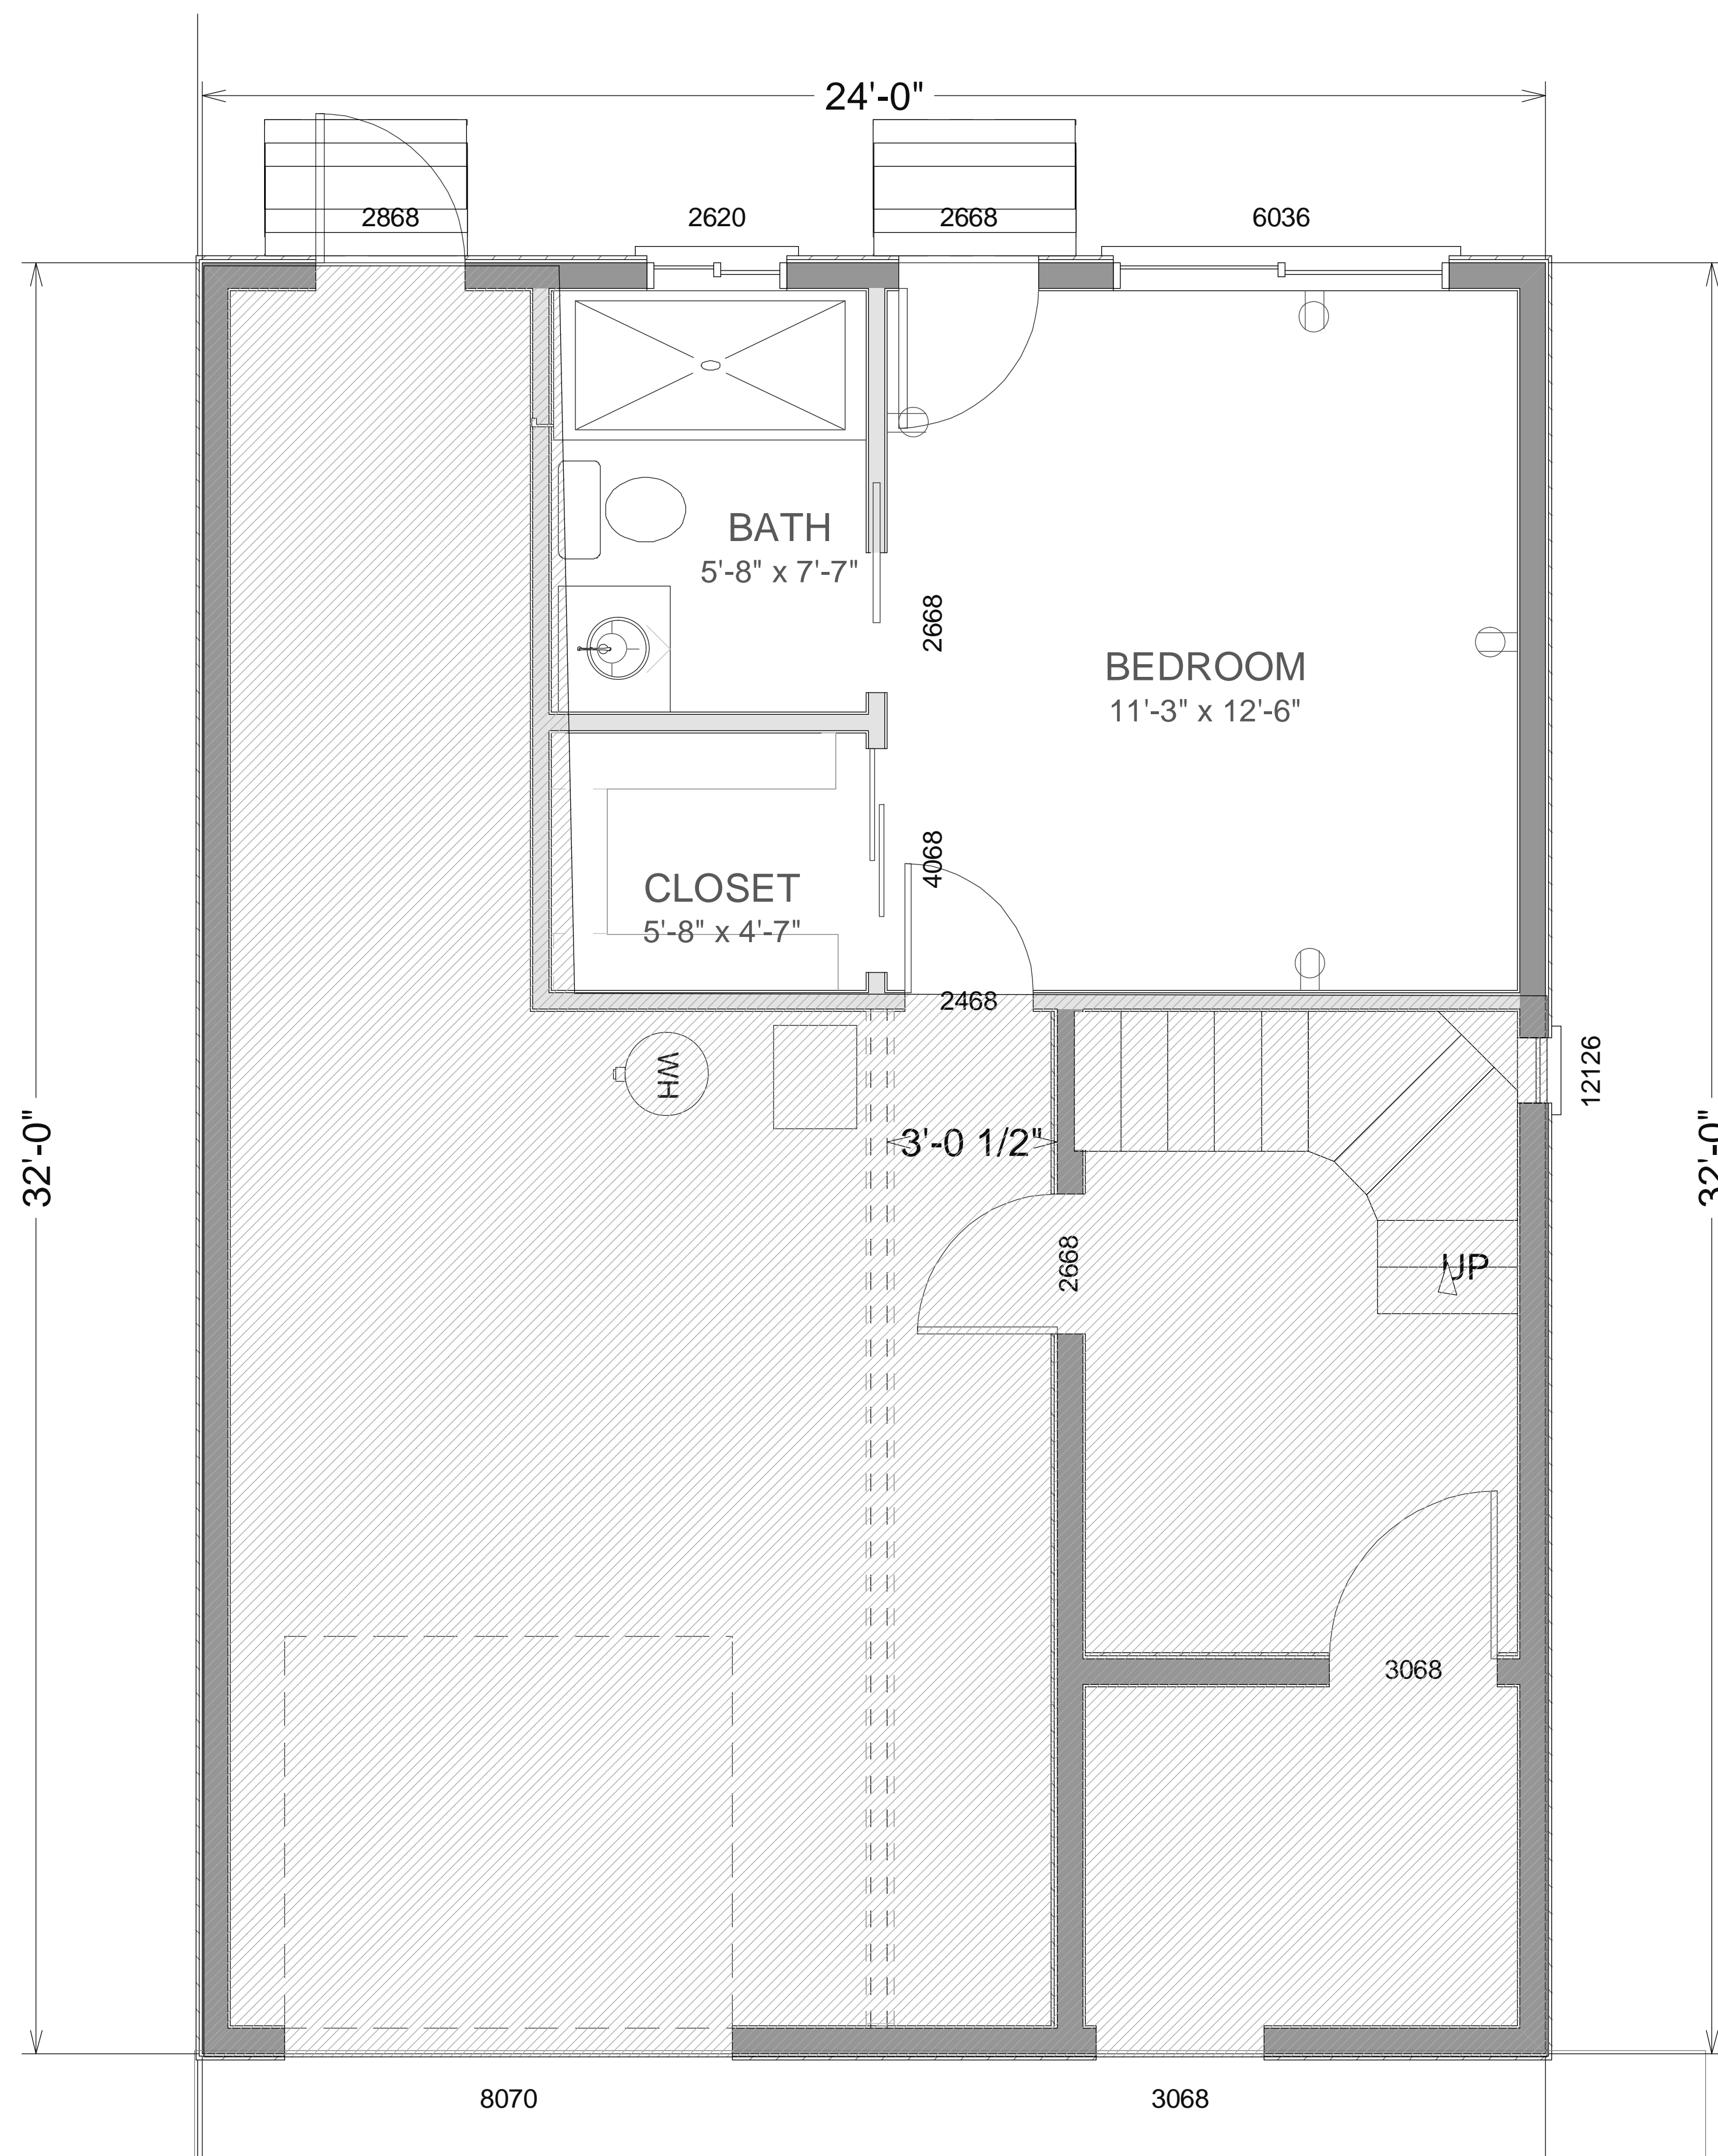 24'-0"
2868
2620
2668
6036
BATH
5'-8" x 7'-7"
2668
BEDROOM
11'-3" x 12'-6"
4068
CLOSET
5'-8" x 4'-7"
2468
WH
12126
3'-0 1/2"
32'-0"
32'-0"
2668
UP
3068
8070
3068